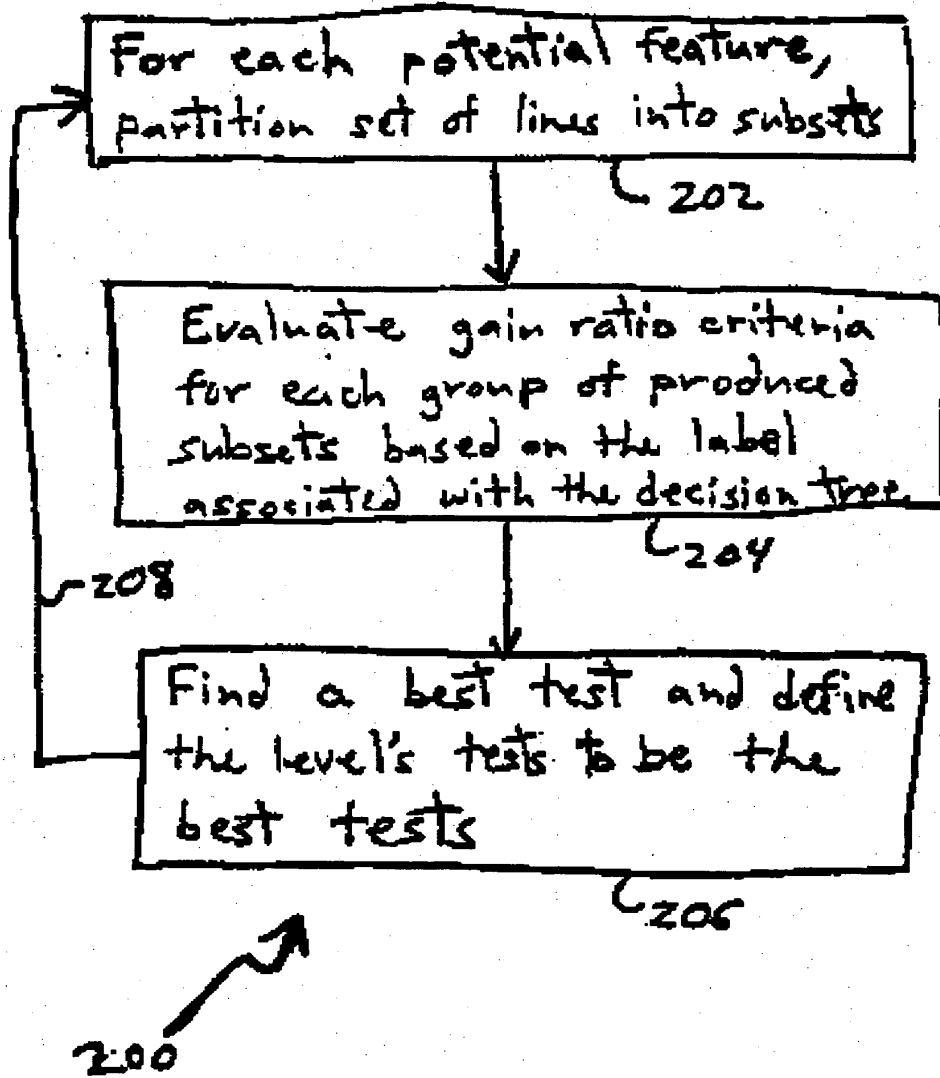 For each potential feature,
partition set of lines into subsets
202
Evaluate gain ratio criteria
for each group of produced
subsets based on the label
associated with the decision tree.
204
208
Find a best test and define
the level's tests to be the
best tests
206
200